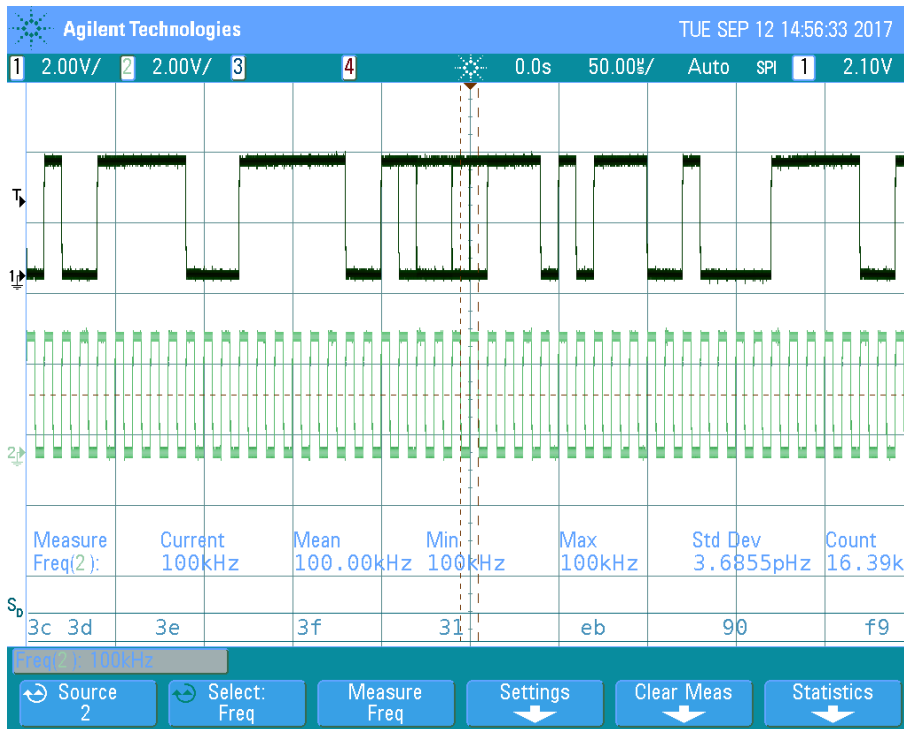 Agilent Technologies TUE SEP 12 14:56:33 2017
1 2.00V/ 2 2.00V/ 3 4 0.0s 50.00㎲/ Auto SPI 1 2.10V
T
1
2
Measure Current Mean Min Max Std Dev Count
Freq(2): 100kHz 100.00kHz 100kHz 100kHz 3.6855pHz 16.39k
SD
3c 3d 3e 3f 31 eb 90 f9
Freq(2): 100kHz
Source Select: Measure Settings Clear Meas Statistics
2 Freq Freq